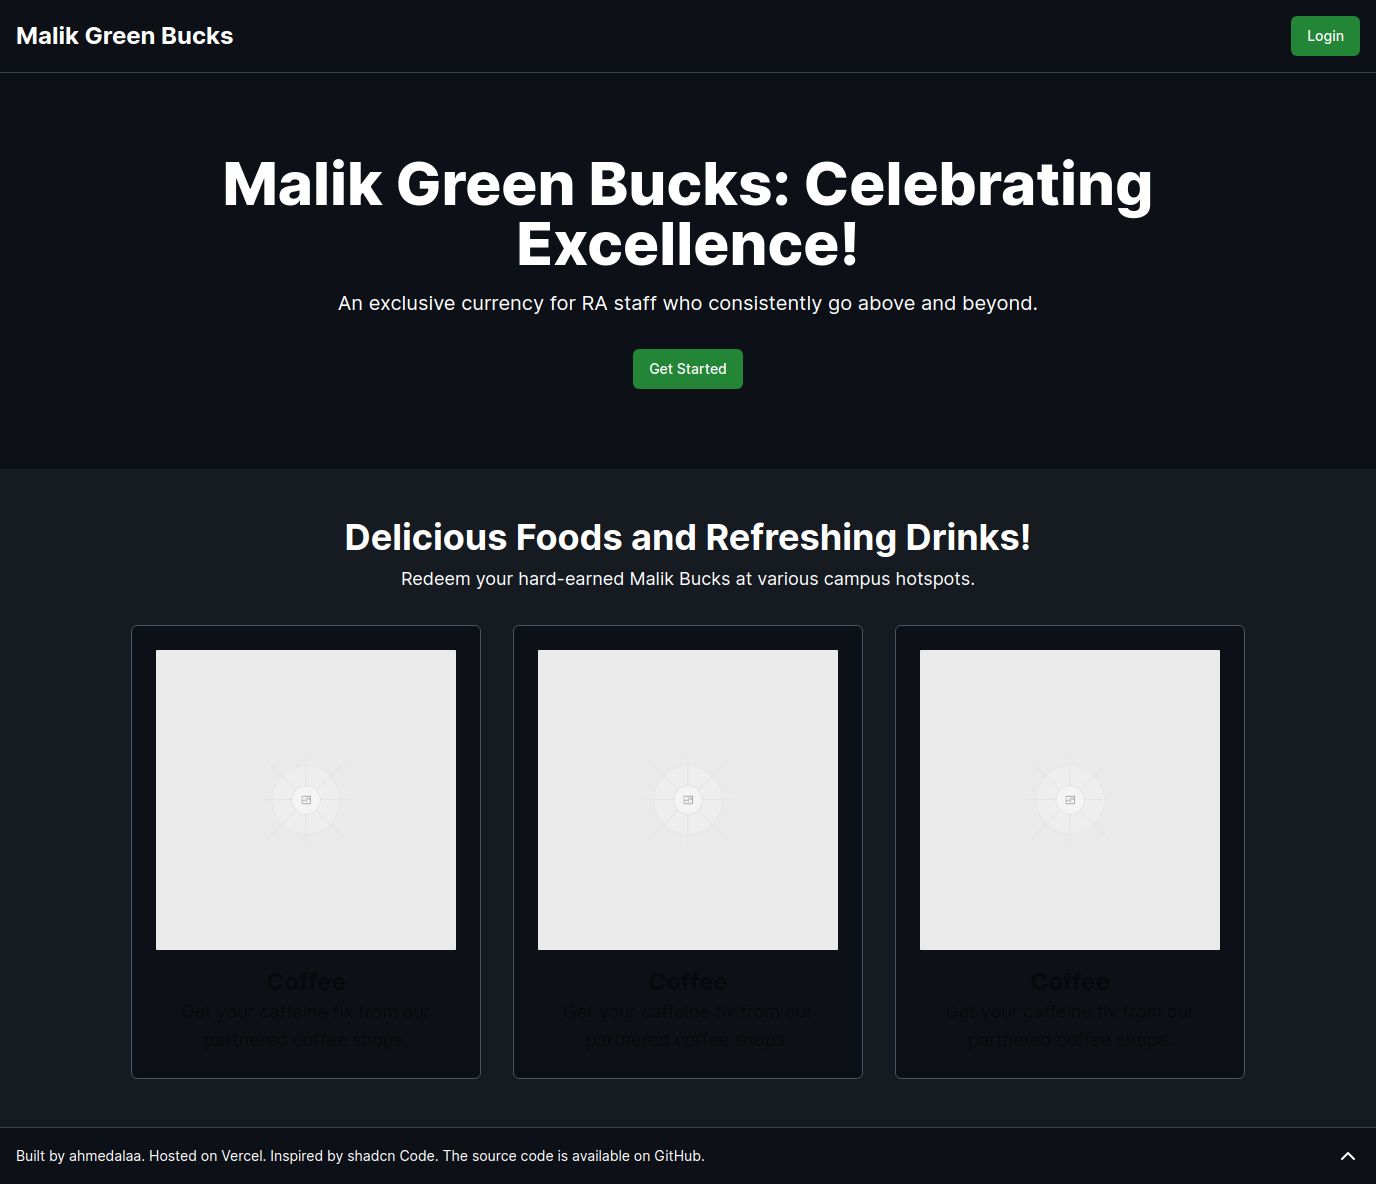 Malik Green Bucks
Login
Malik Green Bucks: Celebrating
Excellence!
An exclusive currency for RA staff who consistently go above and beyond.
Get Started
Delicious Foods and Refreshing Drinks!
Redeem your hard-earned Malik Bucks at various campus hotspots.
Coffee
Get your caffeine fix from our
partnered coffee shops.
Coffee
Get your caffeine fix from our
partnered coffee shops.
Coffee
Get your caffeine fix from our
partnered coffee shops.
Built by ahmedalaa. Hosted on Vercel. Inspired by shadcn Code. The source code is available on GitHub.